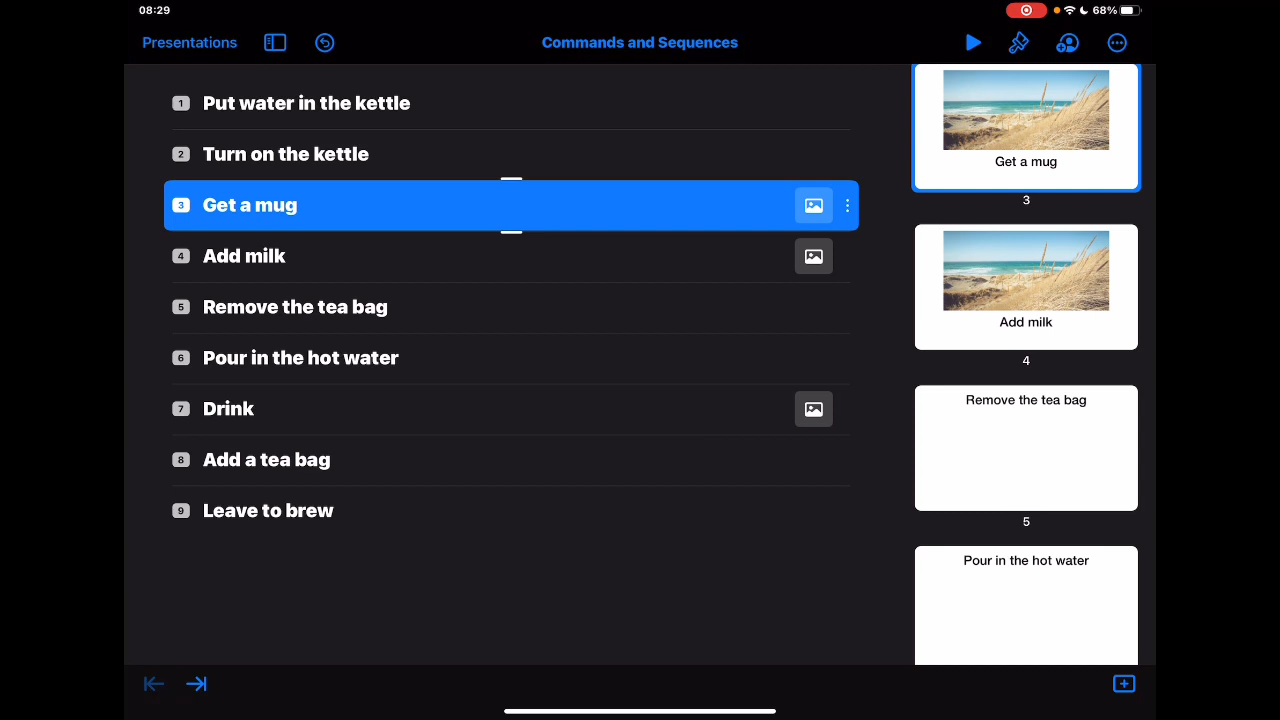 08:29
68%
Presentations
Commands and Sequences
1 Put water in the kettle
2 Turn on the kettle
3 Get a mug
4 Add milk
5 Remove the tea bag
6 Pour in the hot water
7 Drink
8 Add a tea bag
9 Leave to brew
Get a mug
3
Add milk
4
Remove the tea bag
5
Pour in the hot water